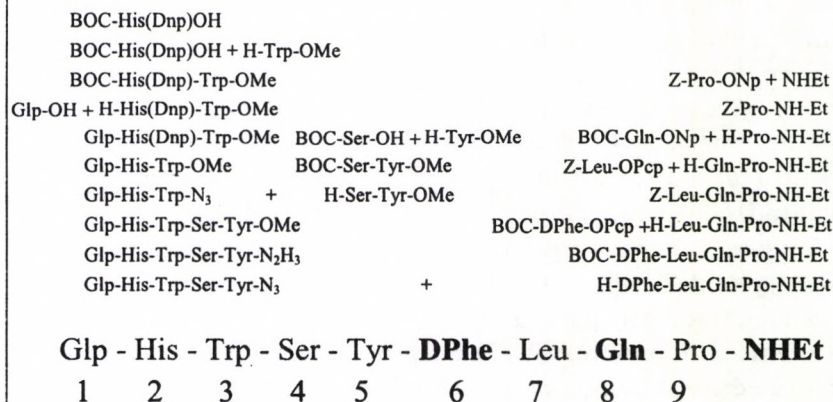 BOC-His(Dnp)OH
BOC-His(Dnp)OH + H-Trp-OMe
BOC-His(Dnp)-Trp-OMe Z-Pro-ONp + NHEt
Glp-OH + H-His(Dnp)-Trp-OMe Z-Pro-NH-Et
Glp-His(Dnp)-Trp-OMe BOC-Ser-OH + H-Tyr-OMe BOC-Gln-ONp + H-Pro-NH-Et
Glp-His-Trp-OMe BOC-Ser-Tyr-OMe Z-Leu-OPcp + H-Gln-Pro-NH-Et
Glp-His-Trp-N₃ + H-Ser-Tyr-OMe Z-Leu-Gln-Pro-NH-Et
Glp-His-Trp-Ser-Tyr-OMe BOC-DPhe-OPcp +H-Leu-Gln-Pro-NH-Et
Glp-His-Trp-Ser-Tyr-N₂H₃ BOC-DPhe-Leu-Gln-Pro-NH-Et
Glp-His-Trp-Ser-Tyr-N₃ + H-DPhe-Leu-Gln-Pro-NH-Et
Glp - His - Trp - Ser - Tyr - DPhe - Leu - Gln - Pro - NHEt
1 2 3 4 5 6 7 8 9